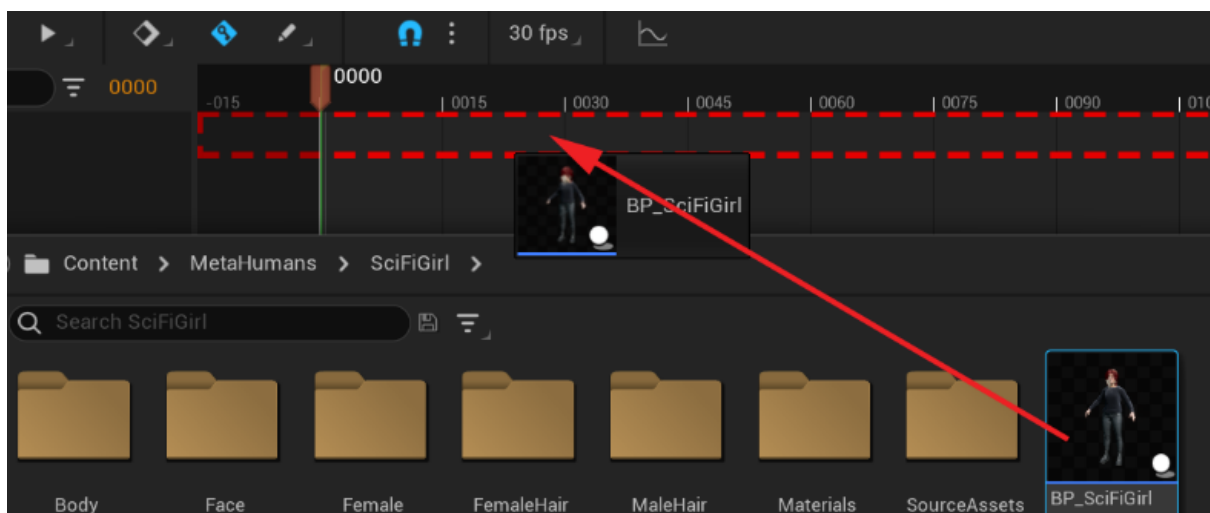 30 fps
0000
0000
-015
0015
0030
0045
0060
0075
0090
BP_SciFiGirl
Content
MetaHumans
SciFiGirl
Search SciFiGirl
Body
Face
Female
FemaleHair
MaleHair
Materials
SourceAssets
BP_SciFiGirl